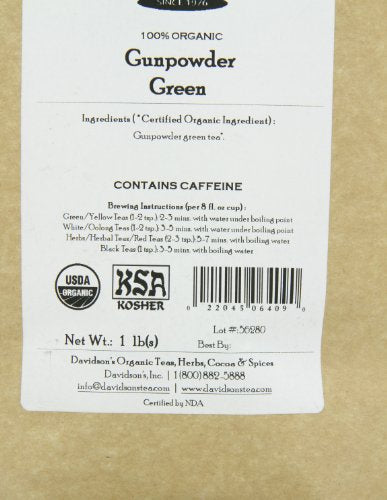 SINCE 1976
100% ORGANIC
Gunpowder
Green
Ingredients ( *Certified Organic Ingredient) :
Gunpowder green tea*.
CONTAINS CAFFEINE
Brewing Instructions (per 8 fl. oz. cup) :
Green/Yellow Teas (1-2 tsp.) 2-3 mins. with water under boiling point
White/Oolong Teas (1-2 tsp.) 3-5 mins. with water under boiling point
Herbs/Herbal Teas/Red Teas (2-3 tsp.) 5-7 mins. with boiling water
Black Teas (1 tsp.) 3-5 mins. with boiling water
USDA
ORGANIC
KSA
KOSHER
0 22045 06409 0
Lot #: 56280
Net Wt.: 1 lb(s)
Best By:
Davidson's Organic Teas, Herbs, Cocoa & Spices
Davidson's, Inc. | 1 (800) 882-5888
info@davidsonstea.com | www.davidsonstea.com
Certified by NDA